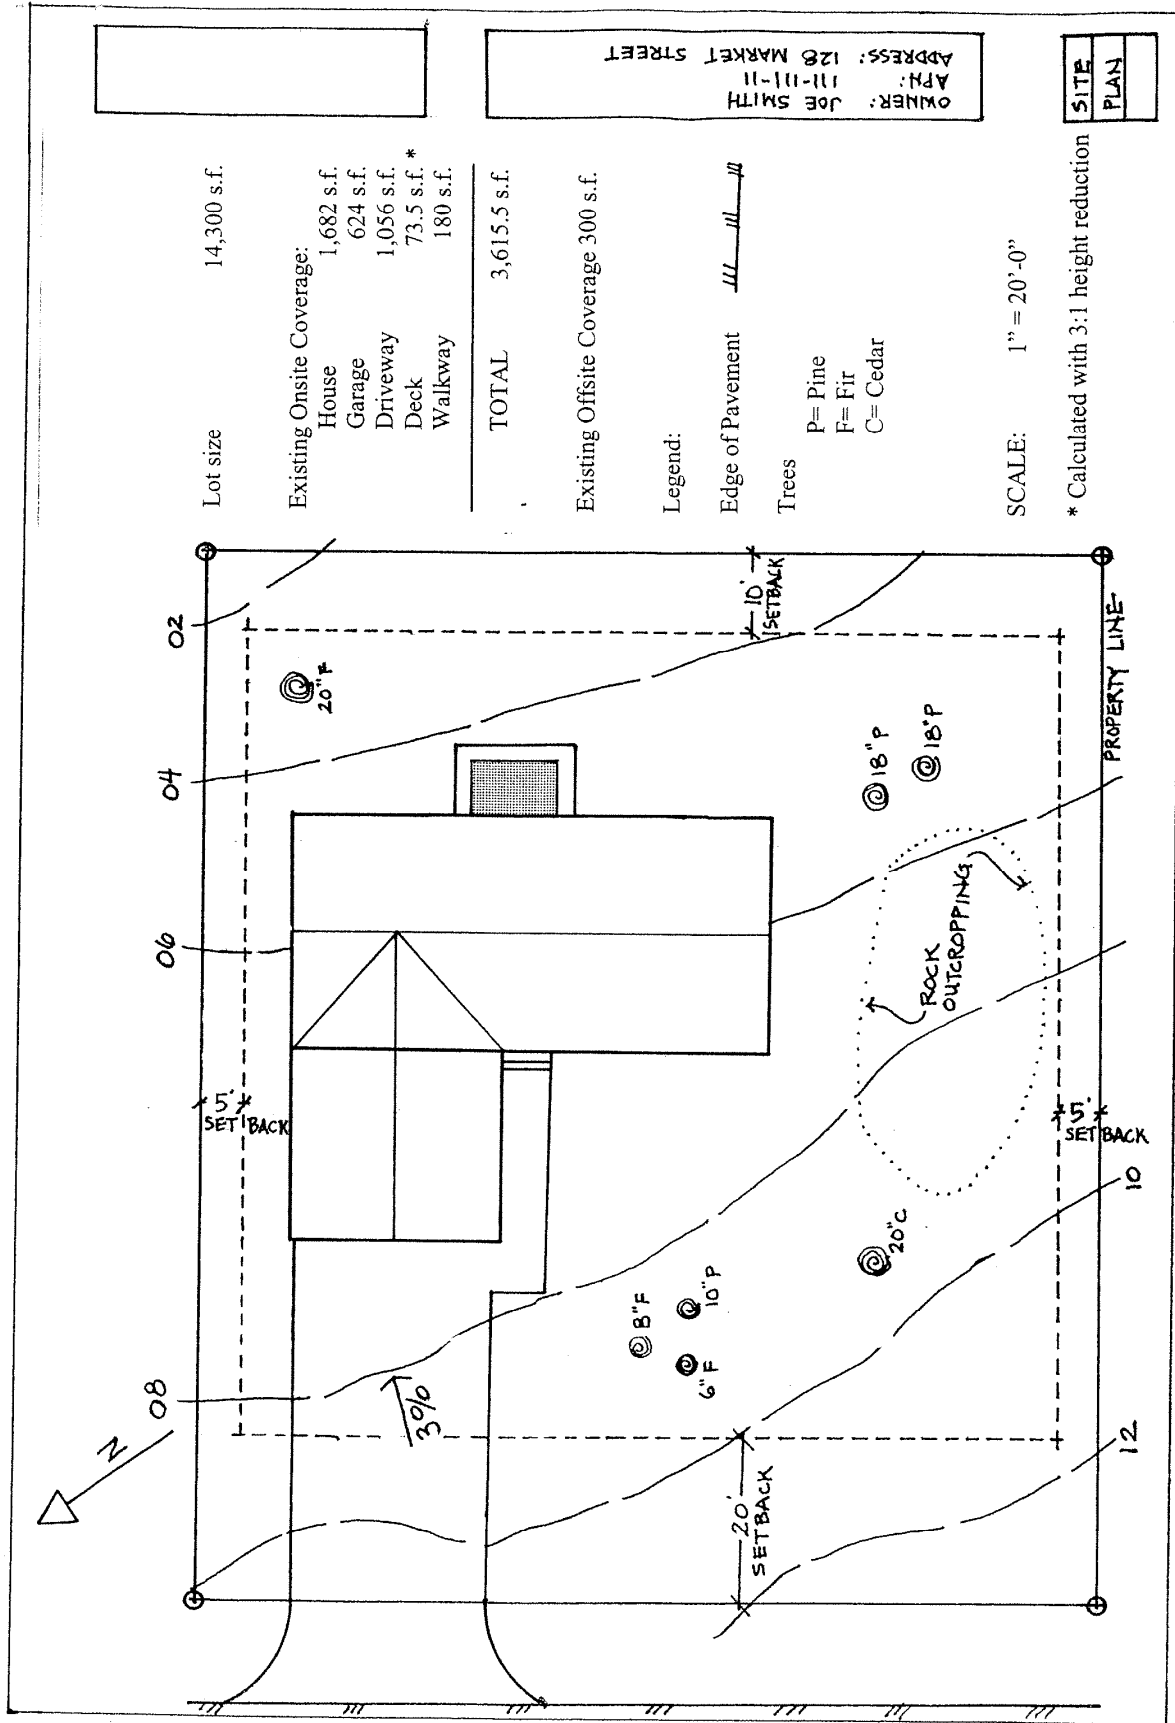 OWNER: JOE SMITH
APN: 111-111-11
ADDRESS: 128 MARKET STREET
SITE
PLAN
Lot size 14,300 s.f.
Existing Onsite Coverage:
House 1,682 s.f.
Garage 624 s.f.
Driveway 1,056 s.f.
Deck 73.5 s.f. *
Walkway 180 s.f.
TOTAL 3,615.5 s.f.
Existing Offsite Coverage 300 s.f.
Legend:
Edge of Pavement
Trees
P= Pine
F= Fir
C= Cedar
SCALE: 1” = 20’-0”
* Calculated with 3:1 height reduction
02
04
06
08
10
12
N
20"F
10'
SETBACK
18"P
18"P
PROPERTY LINE
ROCK
OUTCROPPING
5'
SETBACK
5'
SETBACK
20"C
8"F
10"P
6"F
3%
20'
SETBACK